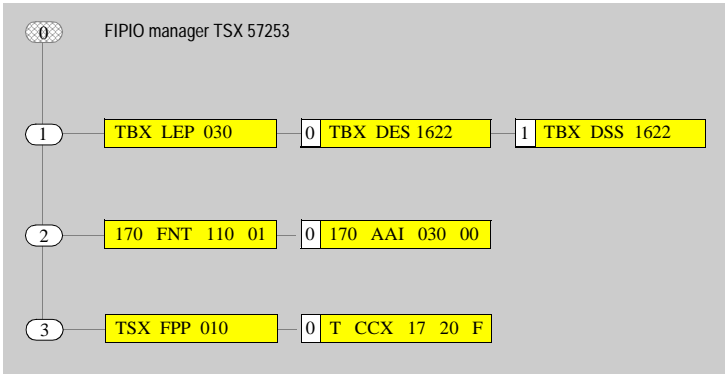 0 FIPIO manager TSX 57253
1 TBX LEP 030 0 TBX DES 1622 1 TBX DSS 1622
2 170 FNT 110 01 0 170 AAI 030 00
3 TSX FPP 010 0 T CCX 17 20 F